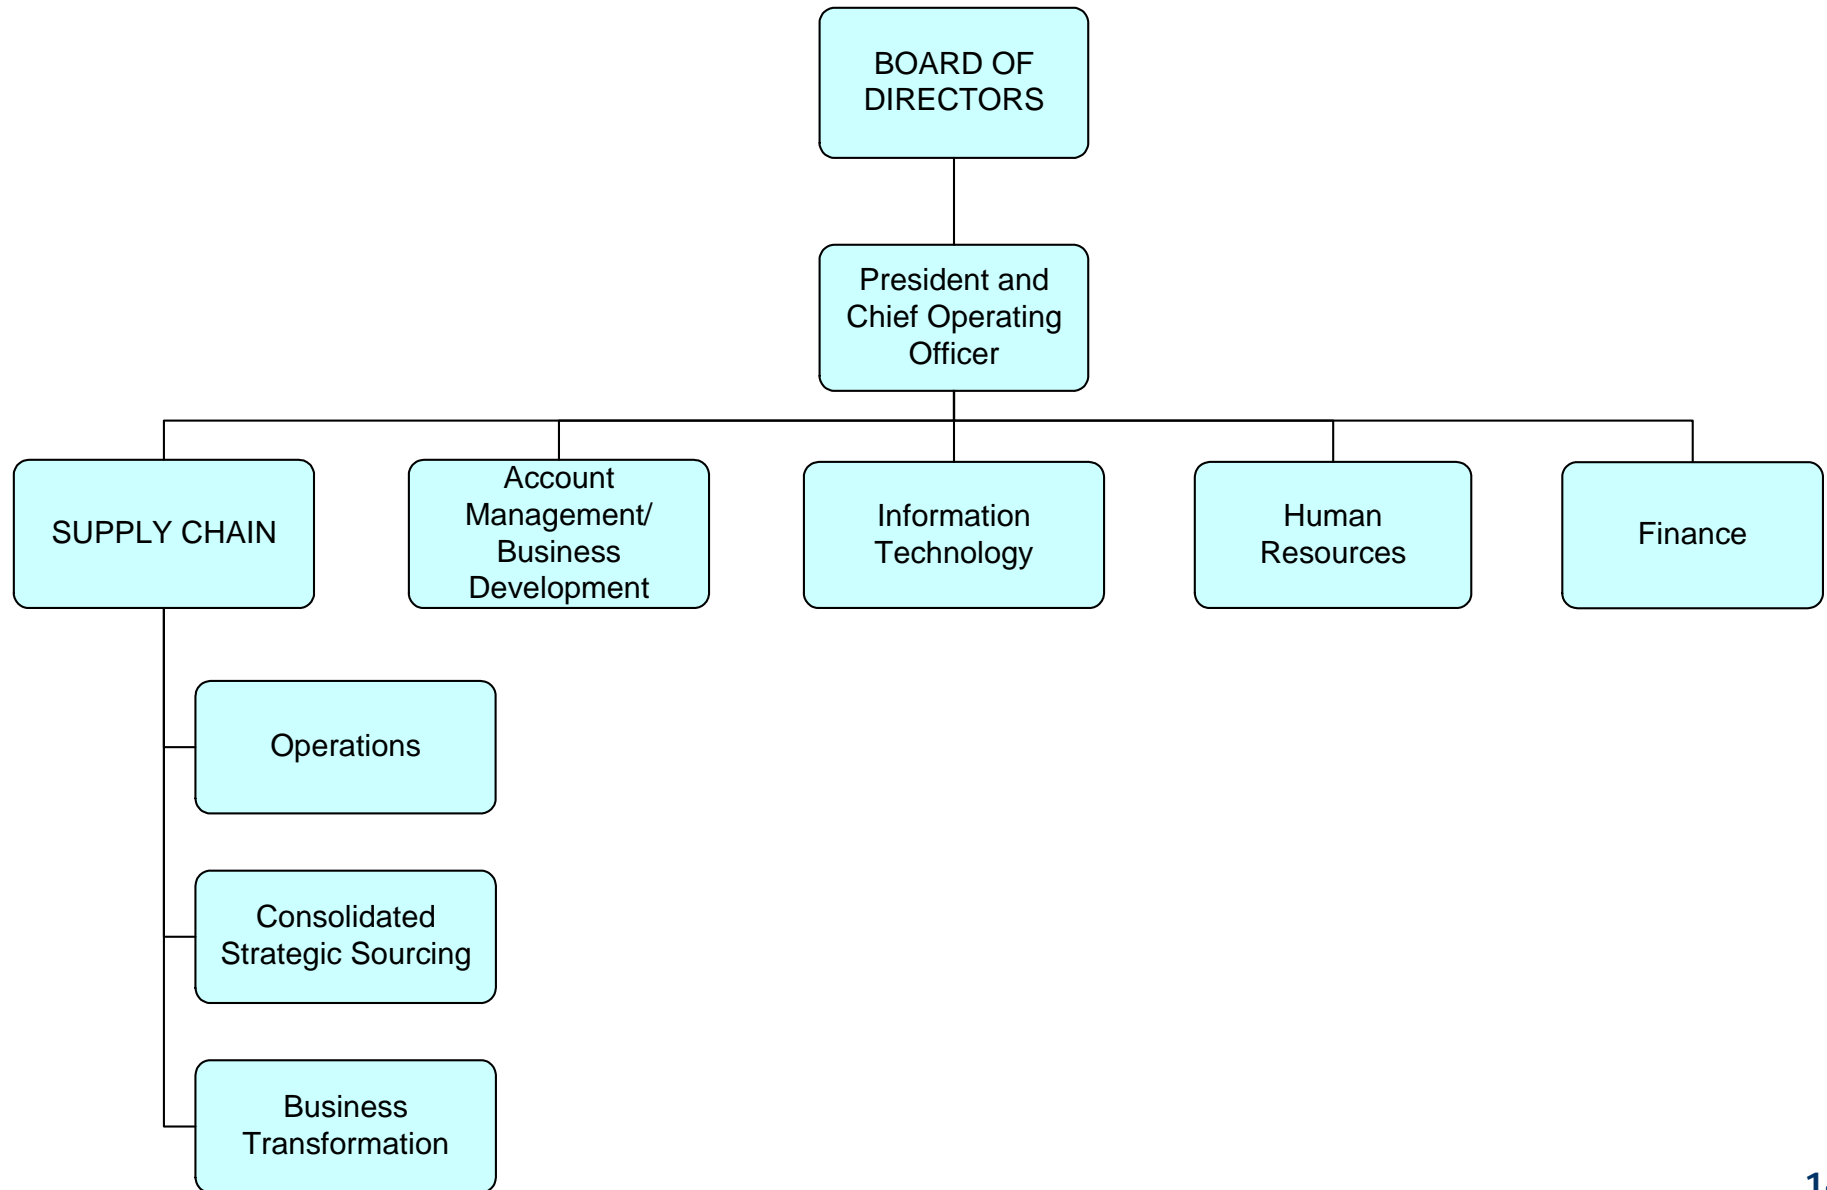 BOARD OF
DIRECTORS
President and
Chief Operating
Officer
SUPPLY CHAIN
Account
Management/
Business
Development
Information
Technology
Human
Resources
Finance
Operations
Consolidated
Strategic Sourcing
Business
Transformation